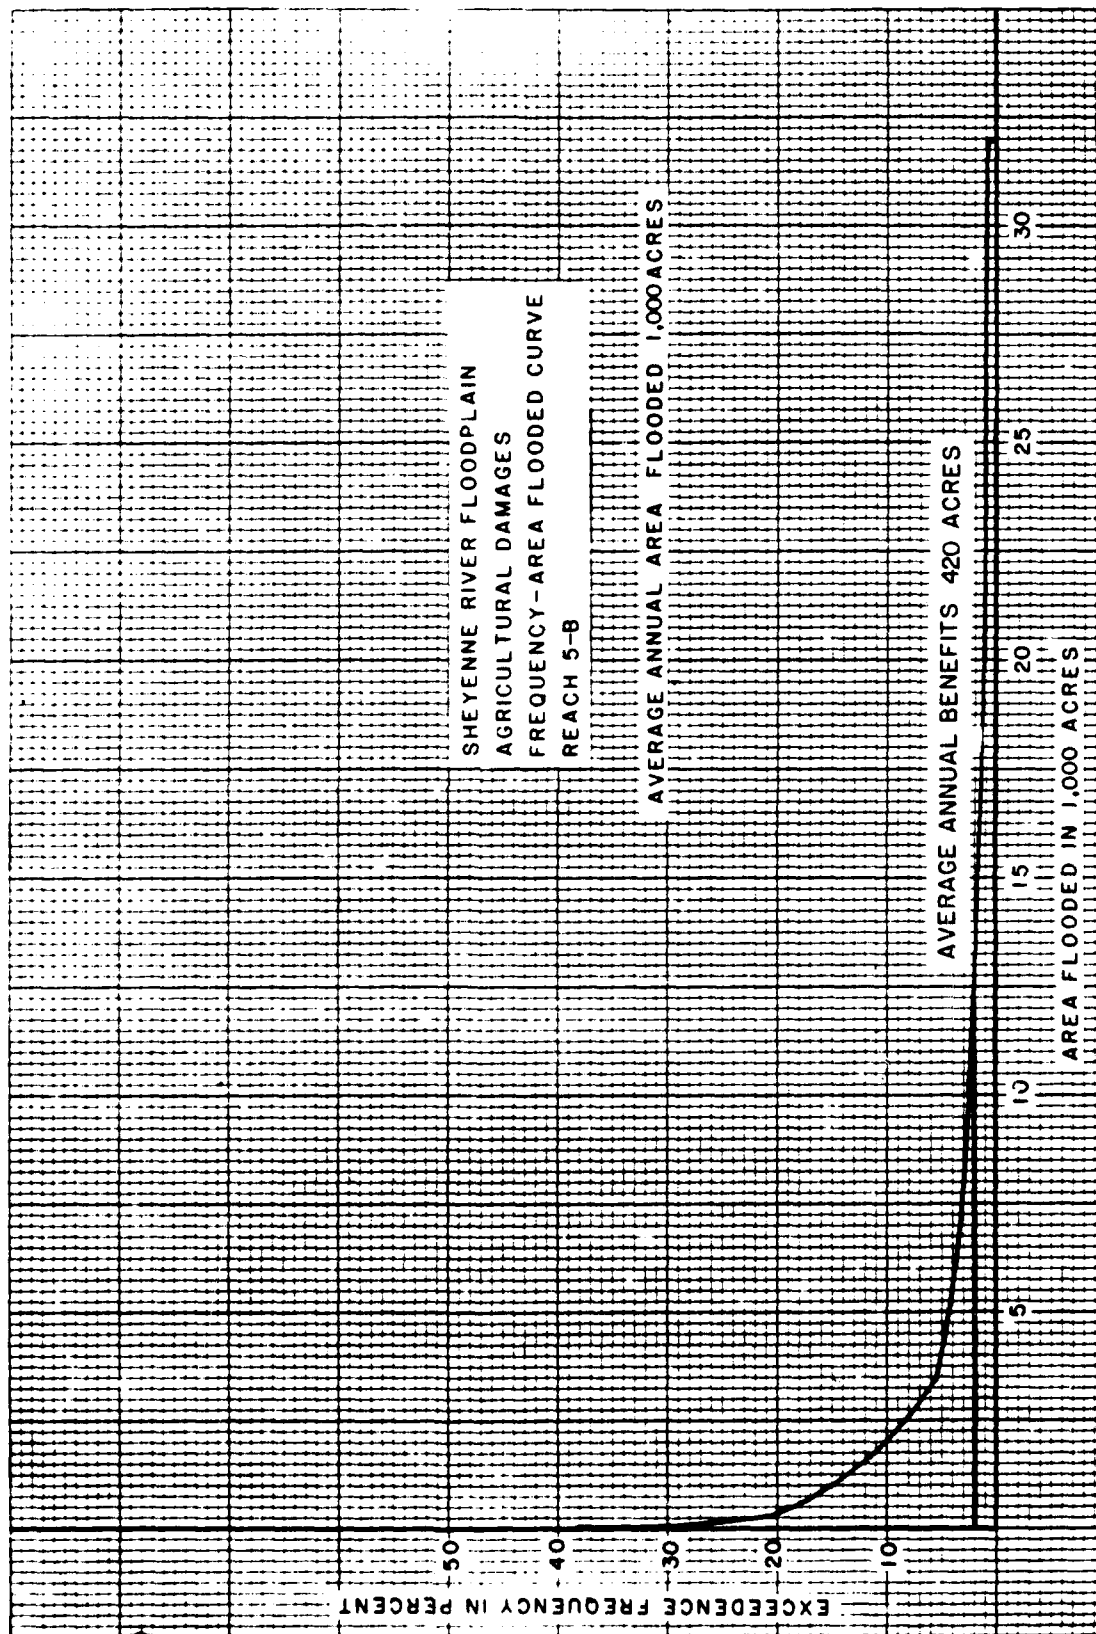 SHEYENNE RIVER FLOODPLAIN
AGRICULTURAL DAMAGES
FREQUENCY-AREA FLOODED CURVE
REACH 5-B
AVERAGE ANNUAL AREA FLOODED 1,000 ACRES
AVERAGE ANNUAL BENEFITS 420 ACRES
EXCEEDENCE FREQUENCY IN PERCENT
50
40
30
20
10
5
10
15
20
25
30
AREA FLOODED IN 1,000 ACRES